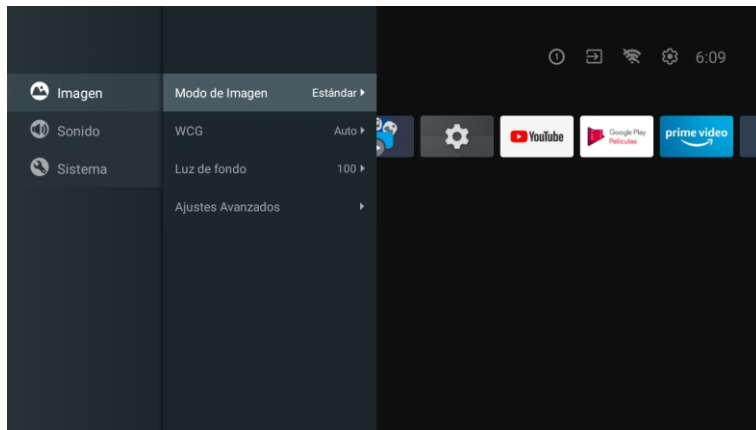 1
6:09
Imagen
Modo de Imagen
Estándar
Sonido
WCG
Auto
YouTube
Google Play
Películas
prime video
Sistema
Luz de fondo
100
Ajustes Avanzados